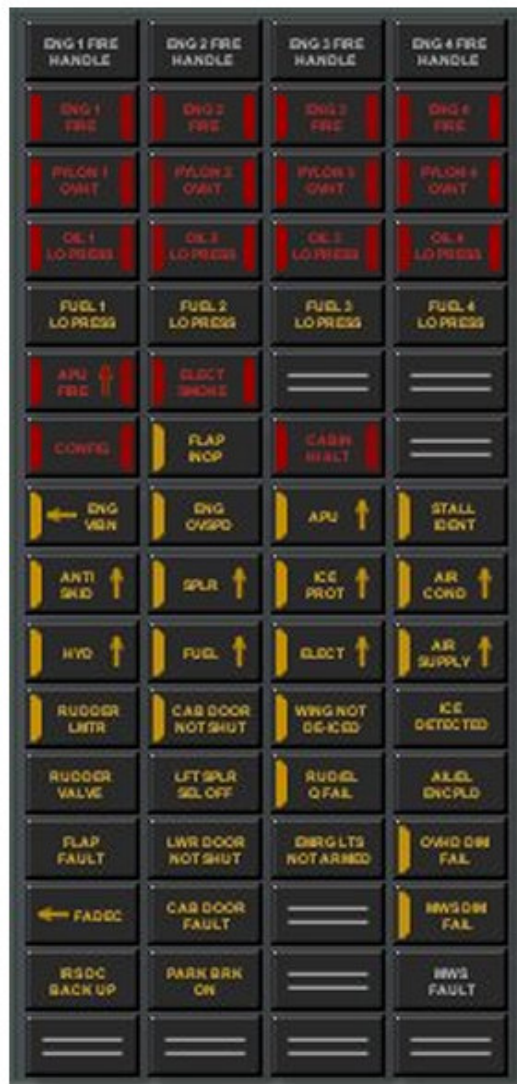 ENG 1 FIRE HANDLE
ENG 2 FIRE HANDLE
ENG 3 FIRE HANDLE
ENG 4 FIRE HANDLE
ENG 1 FIRE
ENG 2 FIRE
ENG 3 FIRE
ENG 4 FIRE
PYLON 1 OVHT
PYLON 2 OVHT
PYLON 3 OVHT
PYLON 4 OVHT
OIL 1 LO PRESS
OIL 2 LO PRESS
OIL 3 LO PRESS
OIL 4 LO PRESS
FUEL 1 LO PRESS
FUEL 2 LO PRESS
FUEL 3 LO PRESS
FUEL 4 LO PRESS
APU FIRE ↑
ELECT SMOKE
CONFIG
FLAP INOP
CABIN HI ALT
← ENG VIBN
ENG OVSPD
APU ↑
STALL IDENT
ANTI SKID ↑
SPLR ↑
ICE PROT ↑
AIR COND ↑
HYD ↑
FUEL ↑
ELECT ↑
AIR SUPPLY ↑
RUDDER LMTR
CAB DOOR NOT SHUT
WING NOT DE-ICED
ICE DETECTED
RUDDER VALVE
LFT SPLR SEL OFF
RUD/EL Q FAIL
AIL/EL ENCPLD
FLAP FAULT
LWR DOOR NOT SHUT
EMRG LTS NOT ARMED
OVHD DIM FAIL
← FADEC
CAB DOOR FAULT
MWS DIM FAIL
IRS DC BACK UP
PARK BRK ON
MWS FAULT